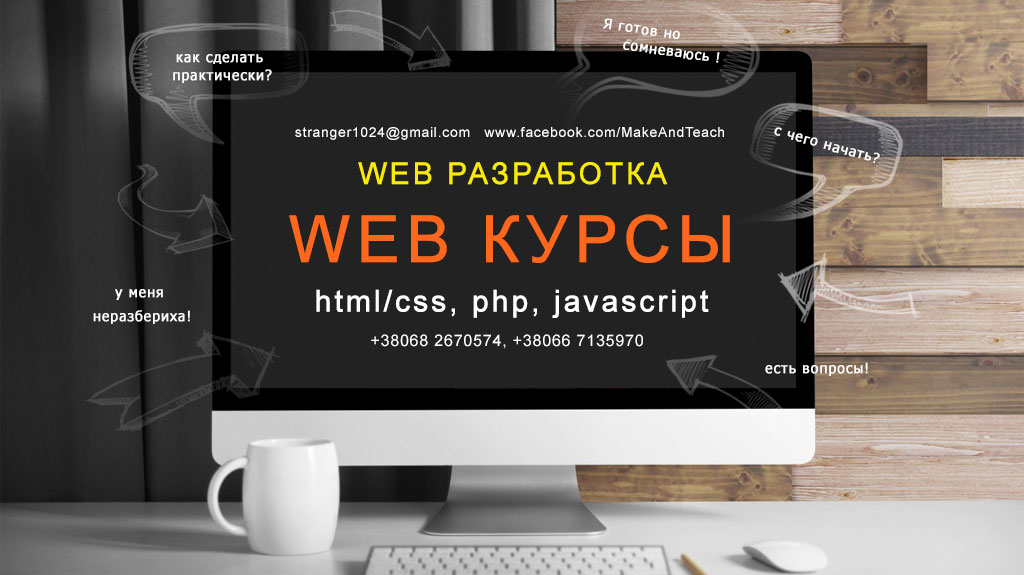 как сделать
практически?
Я готов но
сомневаюсь !
с чего начать?
stranger1024@gmail.com www.facebook.com/MakeAndTeach
WEB РАЗРАБОТКА
WEB КУРСЫ
html/css, php, javascript
+38068 2670574, +38066 7135970
у меня
неразбериха!
есть вопросы!